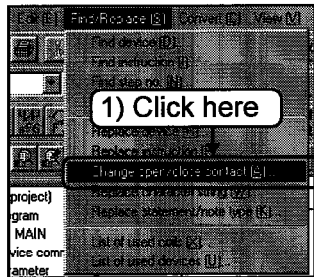 Edit (E) Find/Replace (S) Convert (C) View (V)
Find device (D)...
Find instruction (I)...
Find step no. (N)...
1) Click here
Replace device (E)...
Replace instruction
Change open/close contact (A)...
Replace statement/note type (K)...
List of used coils (X)...
List of used devices (U)...
project)
gram
MAIN
vice comr
arameter